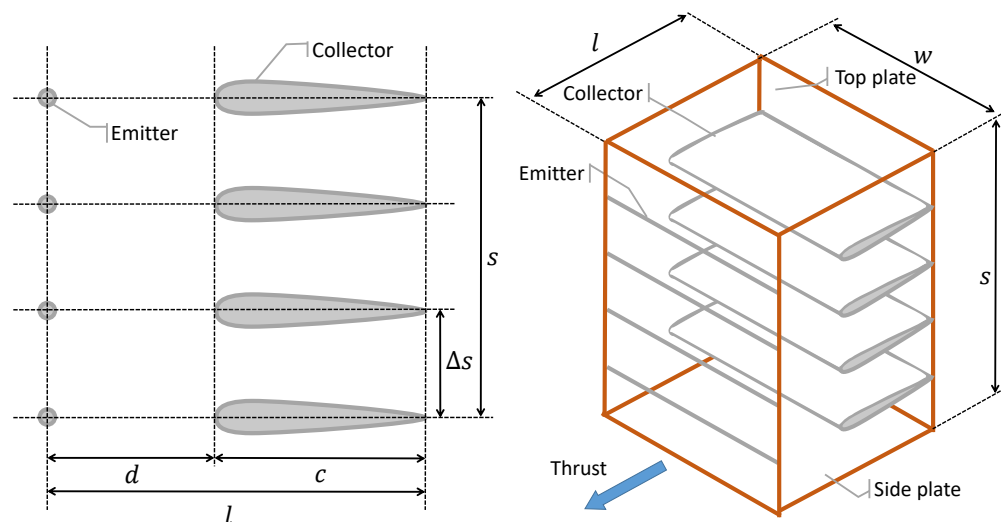 Collector
Emitter
s
Δs
d
c
l
l
w
Top plate
Collector
Emitter
s
Thrust
Side plate